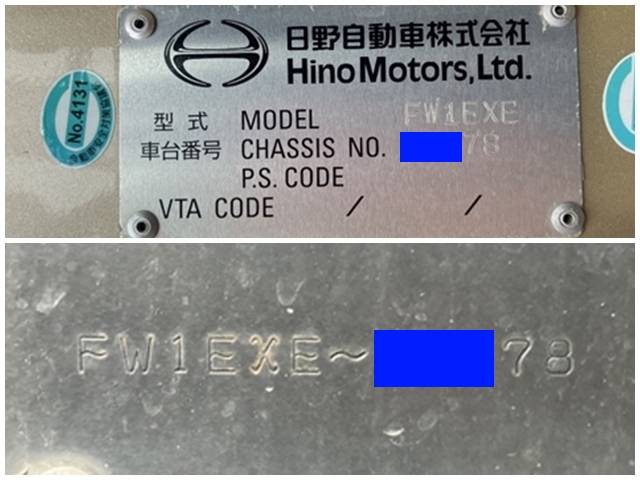 日野自動車株式会社
Hino Motors, Ltd.
No.4131
型式 MODEL FW1EXE
車台番号 CHASSIS NO. 78
P.S. CODE
VTA CODE / /
FW1EXE~ 78